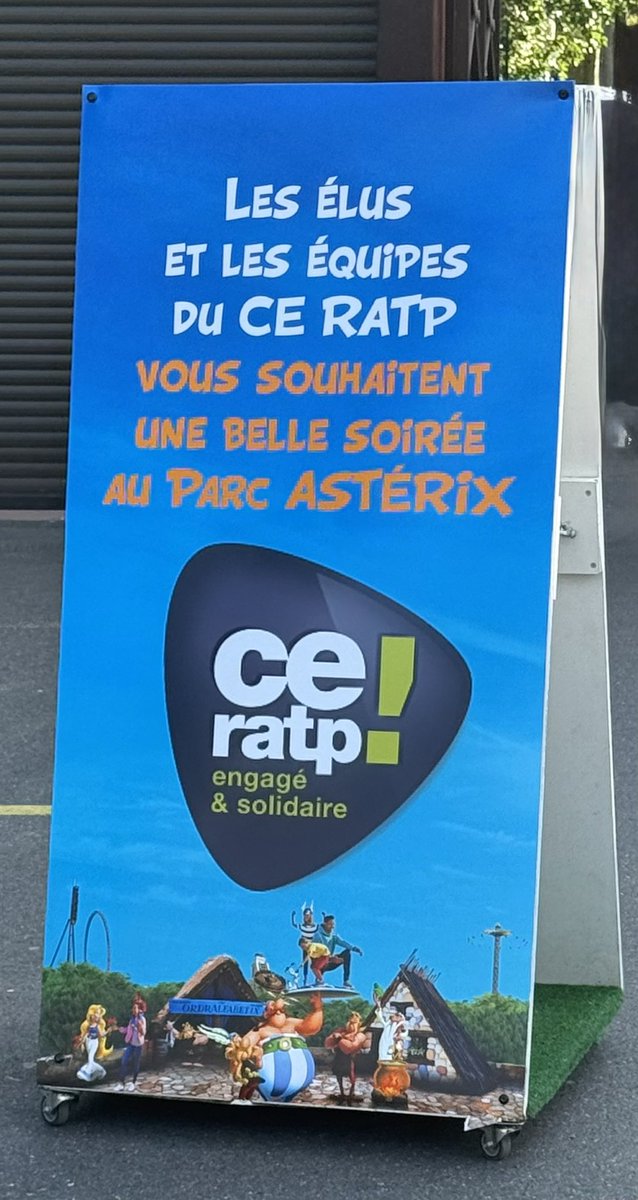 Les élus
et les équipes
du CE RATP
vous souhaitent
une belle soirée
au Parc ASTÉRiX
ce
ratp!
engagé
& solidaire
ORDRALFABETIX